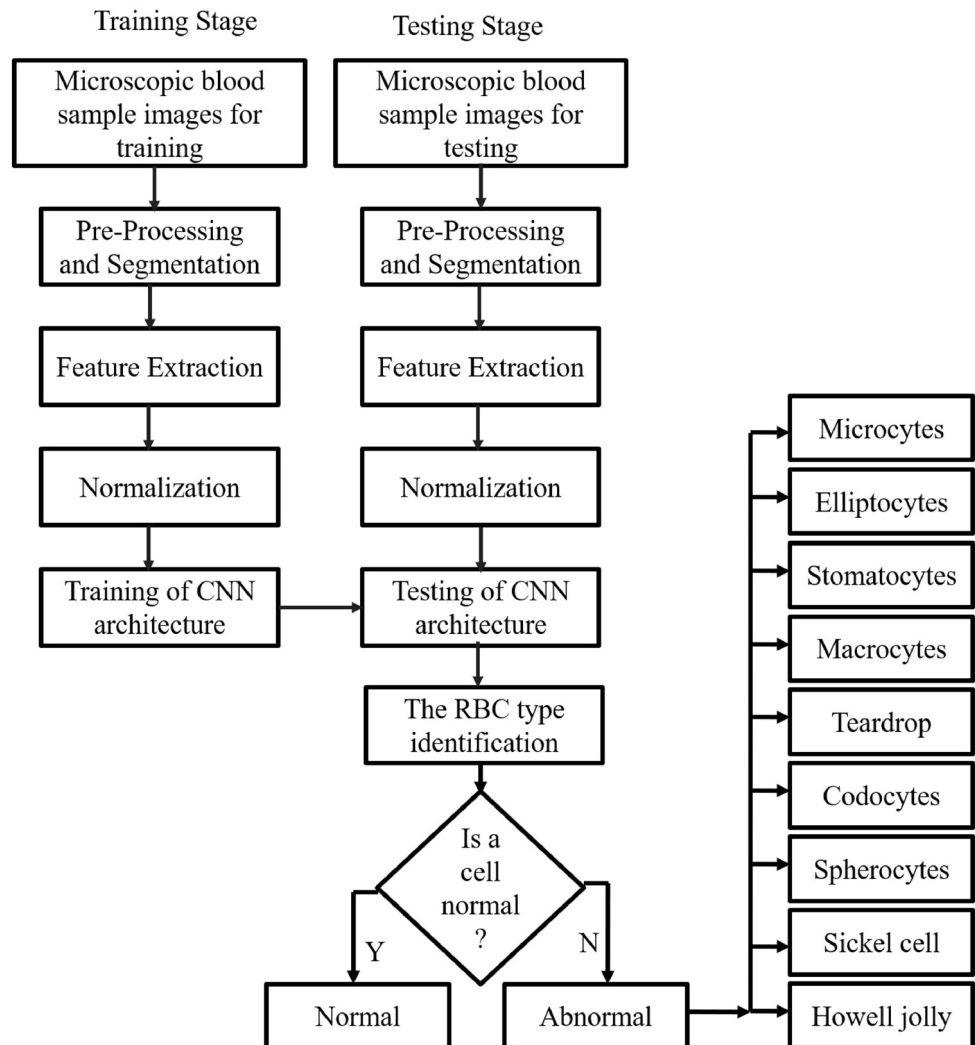 Training Stage
Testing Stage
Microscopic blood
sample images for
training
Microscopic blood
sample images for
testing
Pre-Processing
and Segmentation
Pre-Processing
and Segmentation
Feature Extraction
Feature Extraction
Normalization
Normalization
Training of CNN
architecture
Testing of CNN
architecture
The RBC type
identification
Is a
cell
normal
?
Y
N
Normal
Abnormal
Microcytes
Elliptocytes
Stomatocytes
Macrocytes
Teardrop
Codocytes
Spherocytes
Sickel cell
Howell jolly